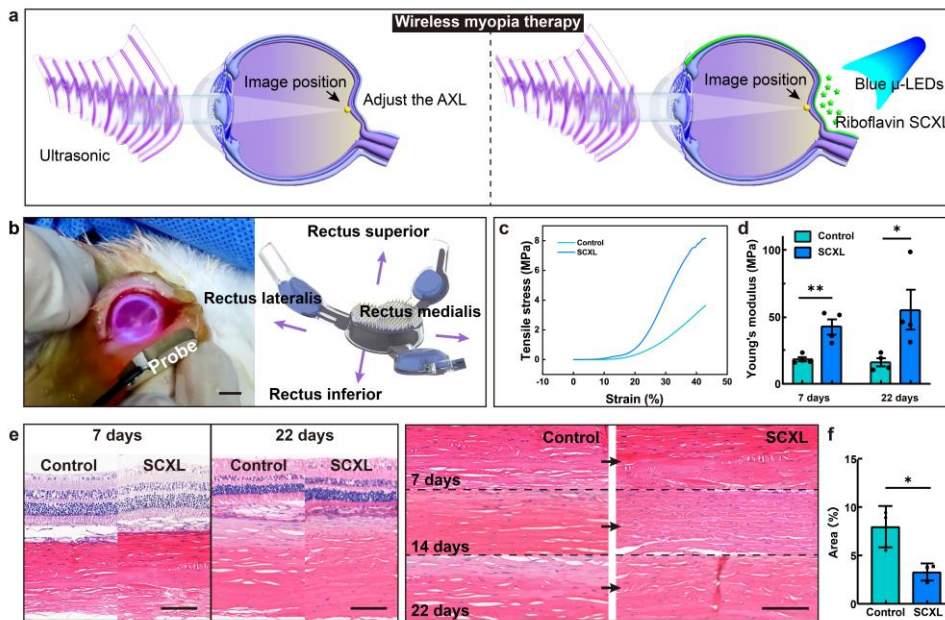 a
Wireless myopia therapy
Image position
Adjust the AXL
Ultrasonic
Image position
Blue μ-LEDs
Riboflavin SCXL
b
Rectus superior
Rectus lateralis
Rectus medialis
Rectus inferior
Probe
c
Tensile stress (MPa)
8
6
4
2
0
Control
SCXL
-10 0 10 20 30 40 50
Strain (%)
d
Young's modulus (MPa)
100
50
0
Control
SCXL
**
*
7 days 22 days
e
7 days 22 days
Control SCXL Control SCXL
Control SCXL
7 days
14 days
22 days
f
Area (%)
15
10
5
0
*
Control SCXL